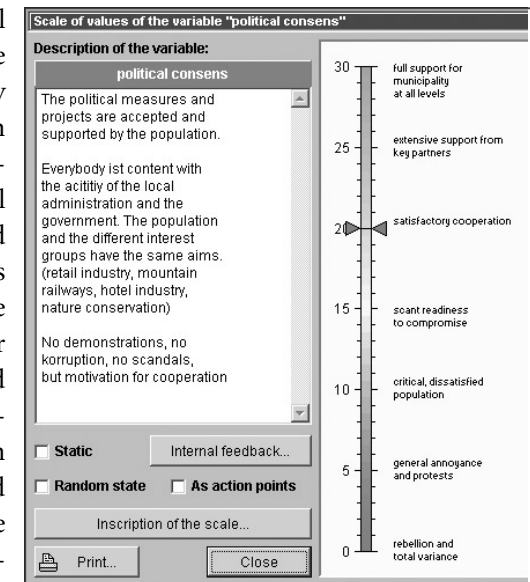 Scale of values of the variable "political consens"
Description of the variable:
political consens
The political measures and
projects are accepted and
supported by the population.
Everybody ist content with
the acitity of the local
administration and the
government. The population
and the different interest
groups have the same aims.
(retail industry, mountain
railways, hotel industry,
nature conservation)
No demonstrations, no
korruption, no scandals,
but motivation for cooperation
Static
Internal feedback...
Random state
As action points
Inscription of the scale...
Print...
Close
30
full support for
municipality
at all levels
25
extensive support from
key partners
20
satisfactory cooperation
15
scant readiness
to compromise
10
critical, dissatisfied
population
5
general annoyance
and protests
0
rebellion and
total variance